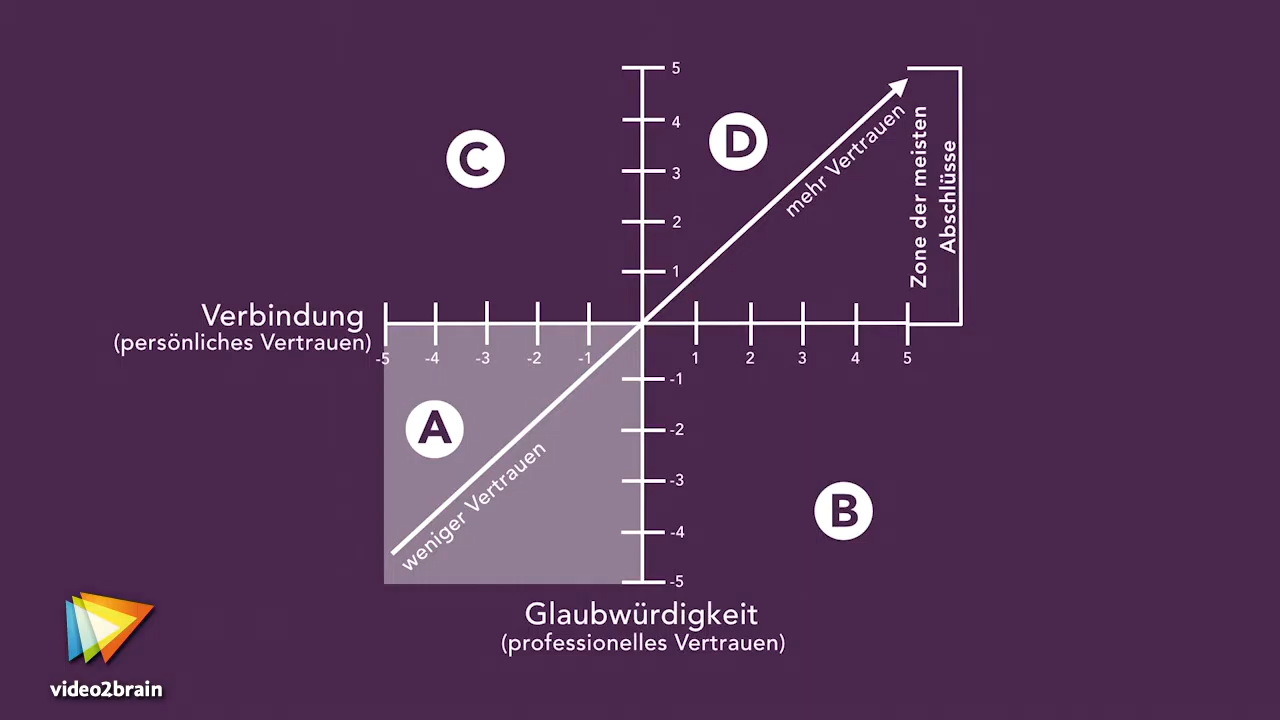 5
4
D
C
3
mehr Vertrauen
Zone der meisten
Abschlüsse
2
1
Verbindung
(persönliches Vertrauen)
-5 -4 -3 -2 -1 1 2 3 4 5
-1
A
-2
weniger Vertrauen
-3
B
-4
-5
Glaubwürdigkeit
(professionelles Vertrauen)
video2brain